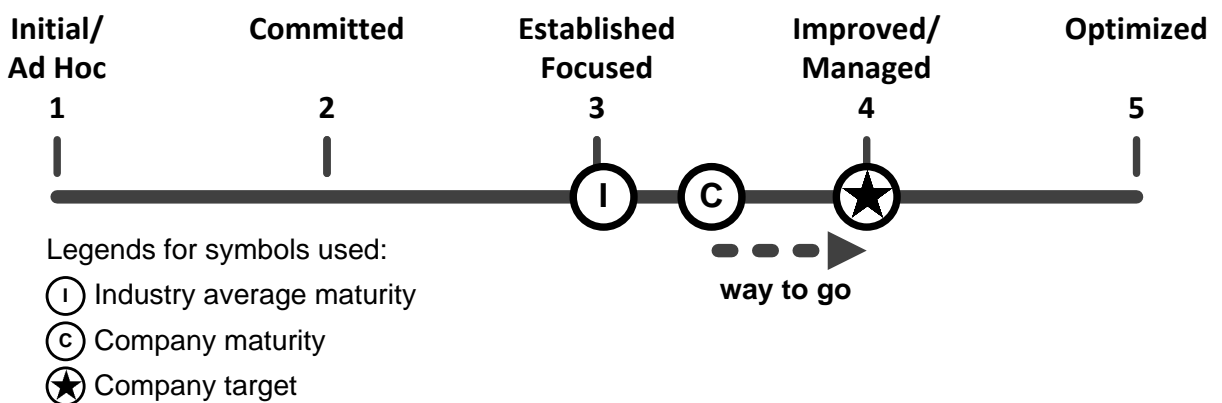 Initial/ Committed Established Improved/ Optimized
Ad Hoc Focused Managed
1 2 3 4 5
I C
Legends for symbols used:
way to go
I Industry average maturity
C Company maturity
Company target